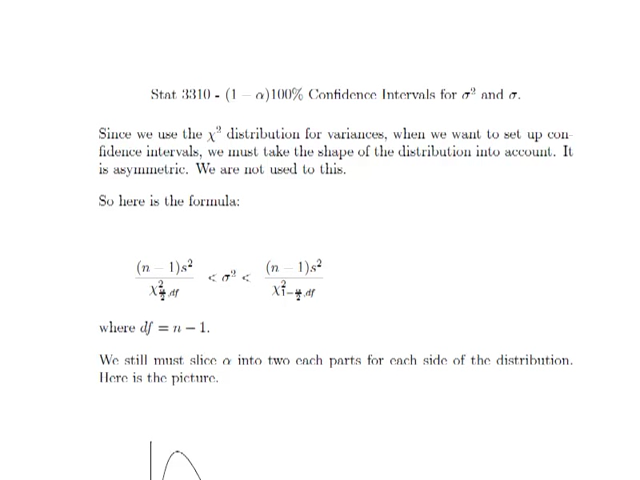 Stat 3310 - (1 − α)100% Confidence Intervals for σ² and σ.
Since we use the χ² distribution for variances, when we want to set up con-
fidence intervals, we must take the shape of the distribution into account. It
is asymmetric. We are not used to this.
So here is the formula:
(n − 1)s² / χ²_{α/2,df} < σ² < (n − 1)s² / χ²_{1−α/2,df}
where df = n − 1.
We still must slice α into two each parts for each side of the distribution.
Here is the picture.